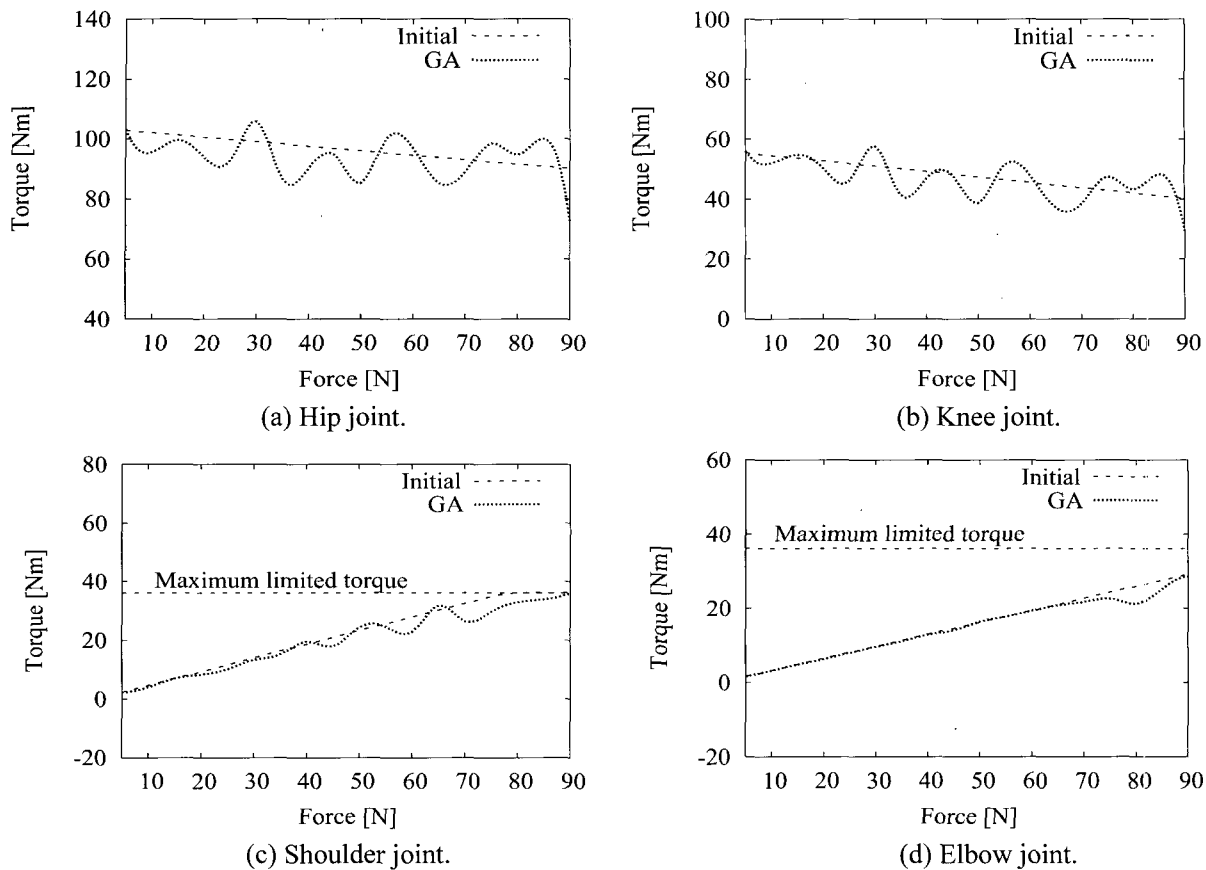 140
120
100
80
60
40
Torque [Nm]
Initial
GA
10 20 30 40 50 60 70 80 90
Force [N]
(a) Hip joint.
100
80
60
40
20
0
Torque [Nm]
Initial
GA
10 20 30 40 50 60 70 80 90
Force [N]
(b) Knee joint.
80
60
40
20
0
-20
Torque [Nm]
Initial
GA
Maximum limited torque
10 20 30 40 50 60 70 80 90
Force [N]
(c) Shoulder joint.
60
40
20
0
-20
Torque [Nm]
Initial
GA
Maximum limited torque
10 20 30 40 50 60 70 80 90
Force [N]
(d) Elbow joint.